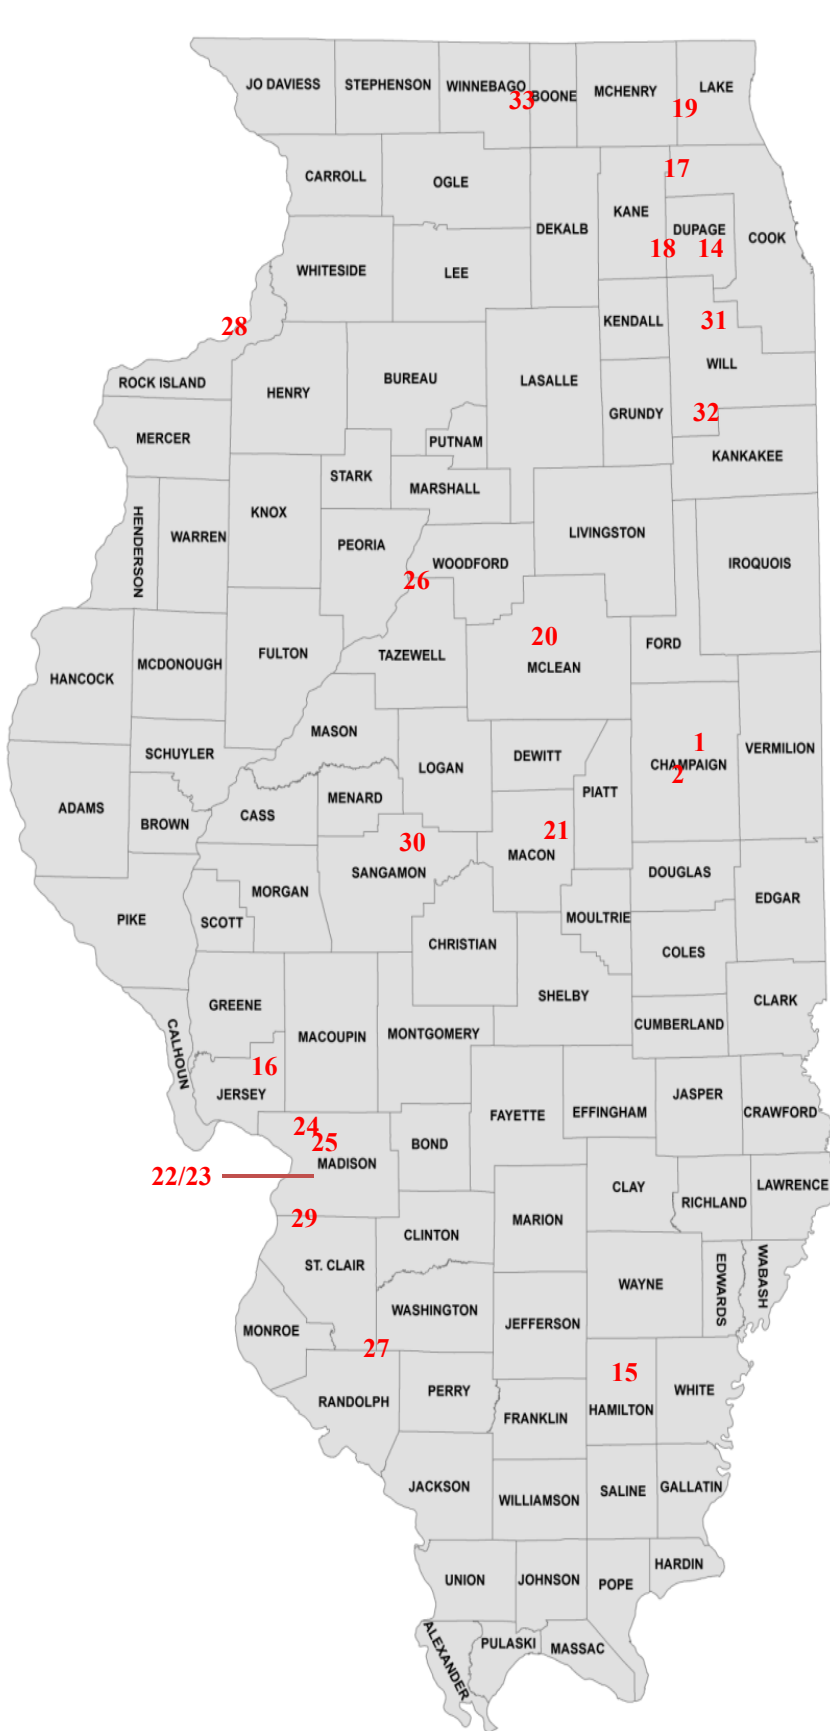 JO DAVIESS
STEPHENSON
WINNEBAGO
33
BOONE
MCHENRY
19
LAKE
CARROLL
OGLE
17
KANE
DEKALB
DUPAGE
COOK
18
14
WHITESIDE
LEE
28
KENDALL
31
WILL
ROCK ISLAND
HENRY
BUREAU
LASALLE
GRUNDY
32
MERCER
PUTNAM
KANKAKEE
STARK
MARSHALL
KNOX
HENDERSON
WARREN
PEORIA
LIVINGSTON
WOODFORD
IROQUOIS
26
20
FULTON
TAZEWELL
MCLEAN
FORD
HANCOCK
MCDONOUGH
MASON
1
SCHUYLER
LOGAN
DEWITT
CHAMPAIGN
2
VERMILION
PIATT
ADAMS
BROWN
CASS
MENARD
21
30
MACON
SANGAMON
DOUGLAS
MORGAN
EDGAR
PIKE
SCOTT
MOULTRIE
CHRISTIAN
COLES
SHELBY
GREENE
CLARK
CALHOUN
MACOUPIN
MONTGOMERY
CUMBERLAND
16
JERSEY
JASPER
FAYETTE
EFFINGHAM
CRAWFORD
24
25
BOND
MADISON
22/23
CLAY
RICHLAND
LAWRENCE
29
MARION
CLINTON
ST. CLAIR
WAYNE
EDWARDS
WABASH
WASHINGTON
MONROE
JEFFERSON
27
15
RANDOLPH
PERRY
HAMILTON
WHITE
FRANKLIN
JACKSON
WILLIAMSON
SALINE
GALLATIN
HARDIN
UNION
JOHNSON
POPE
ALEXANDER
PULASKI
MASSAC